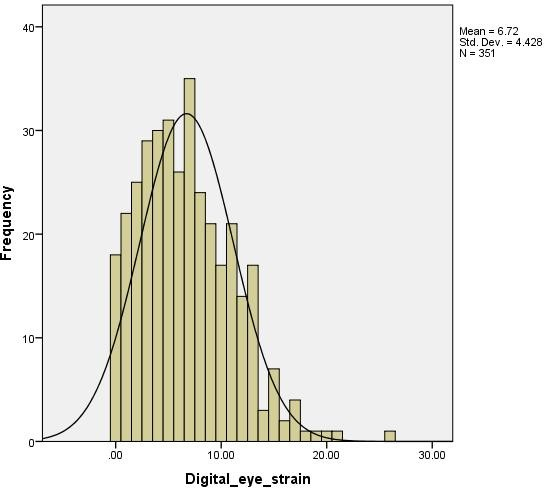 Mean = 6.72
Std. Dev. = 4.428
N = 351
40
30
20
10
0
Frequency
.00
10.00
20.00
30.00
Digital_eye_strain